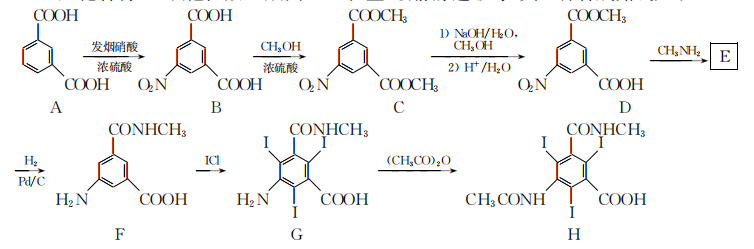 COOH COOH COOCH₃ COOCH₃
发烟硝酸 CH₃OH 1) NaOH/H₂O, CH₃NH₂ E
浓硫酸 浓硫酸 CH₃OH
2) H⁺/H₂O
COOH O₂N COOH O₂N COOCH₃ O₂N COOH
A B C D
CONHCH₃ CONHCH₃ CONHCH₃
H₂ ICl I I (CH₃CO)₂O I I
Pd/C
H₂N COOH H₂N COOH CH₃CONH COOH
I I
F G H